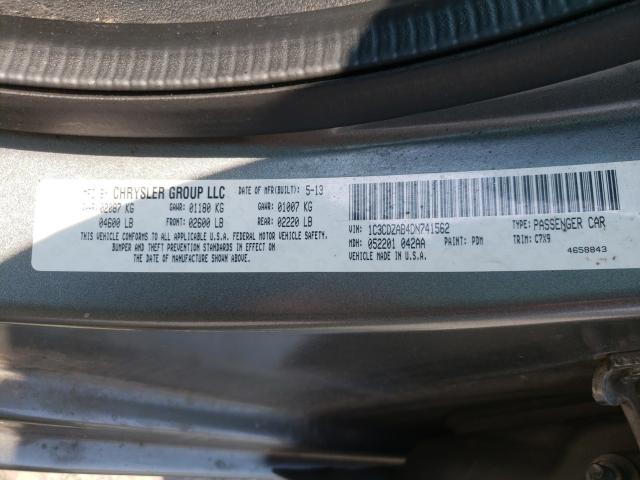 MFD BY CHRYSLER GROUP LLC DATE OF MFR(BUILT): 5-13
GVWR: 02087 KG GAWR: 01180 KG GAWR: 01007 KG
04600 LB FRONT: 02600 LB REAR: 02220 LB
THIS VEHICLE CONFORMS TO ALL APPLICABLE U.S.A. FEDERAL MOTOR VEHICLE SAFETY,
BUMPER AND THEFT PREVENTION STANDARDS IN EFFECT ON THE
DATE OF MANUFACTURE SHOWN ABOVE.
VIN: 1C3CDZAB4DN741562 TYPE: PASSENGER CAR
MDH: 052201 042AA PAINT: PDM TRIM: C7X9
VEHICLE MADE IN U.S.A. 4658843